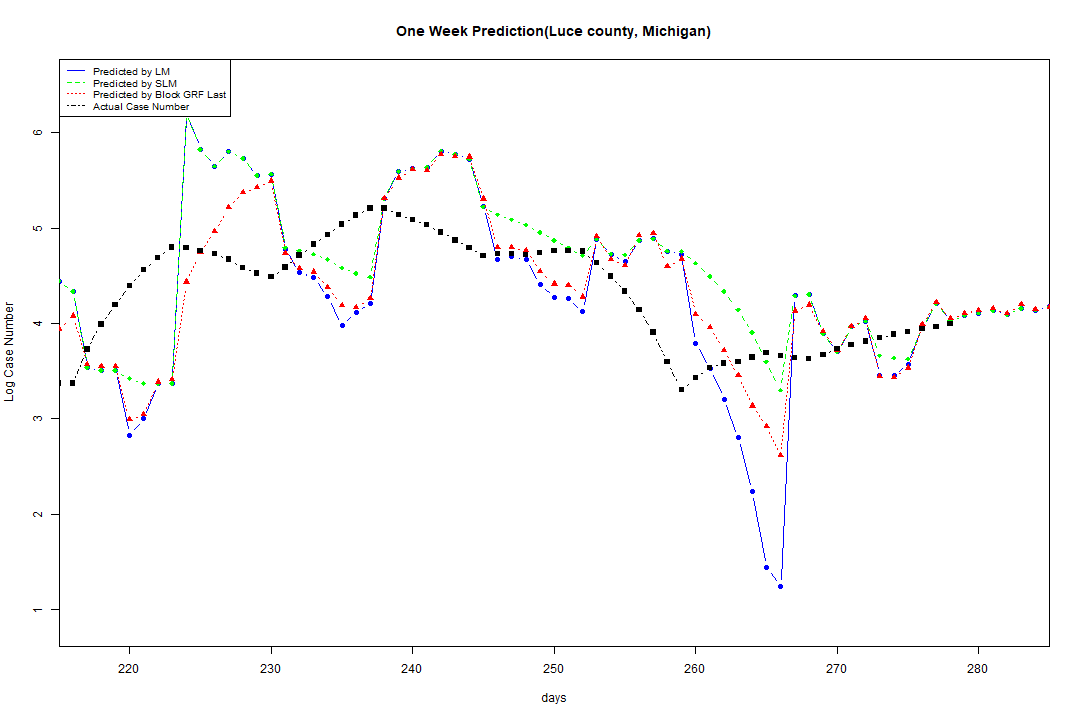 One Week Prediction(Luce county, Michigan)
Predicted by LM
Predicted by SLM
Predicted by Block GRF Last
Actual Case Number
Log Case Number
6
5
4
3
2
1
220 230 240 250 260 270 280
days